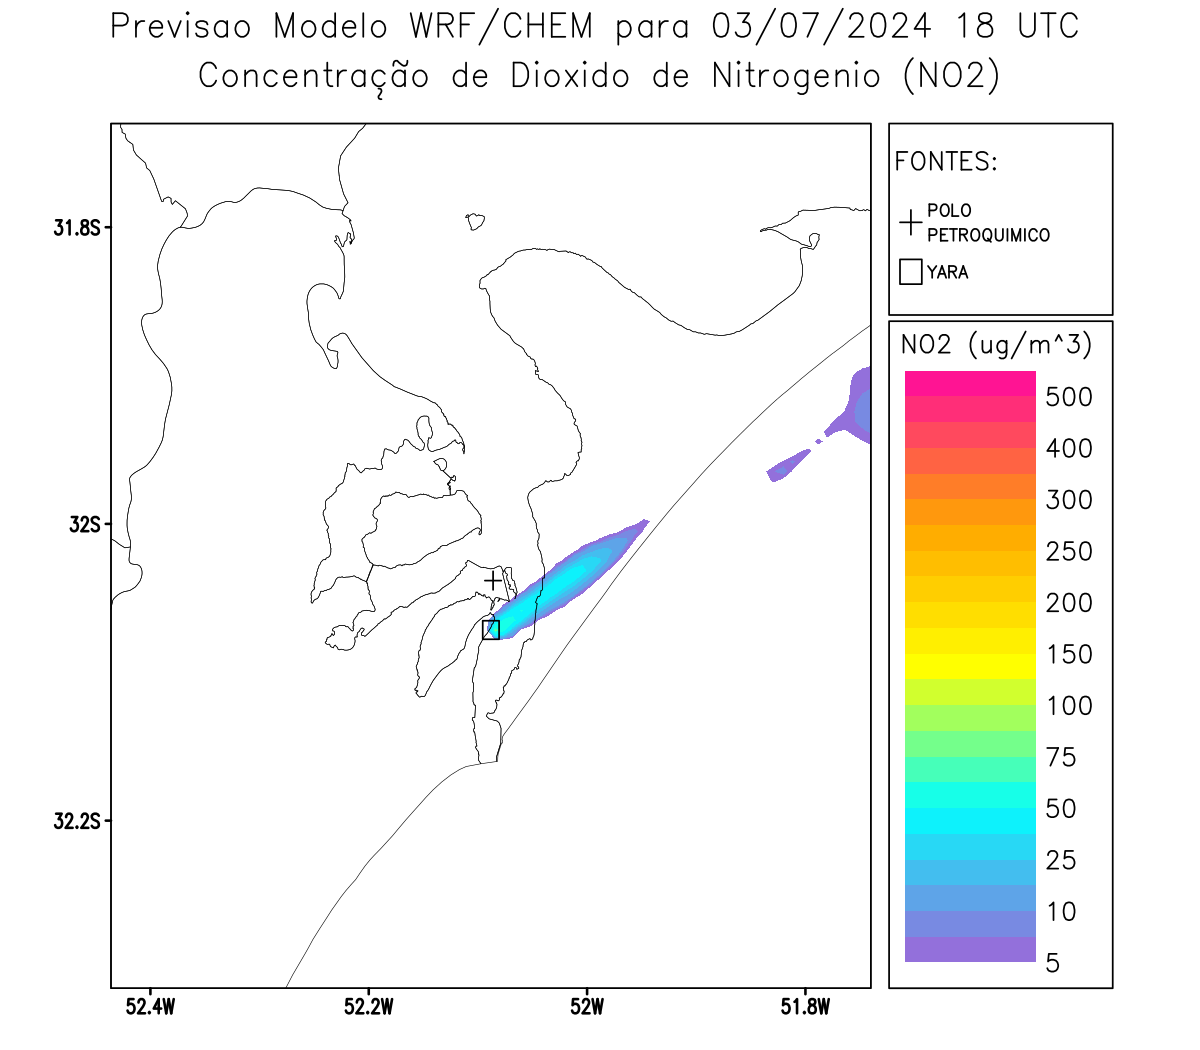 Previsao Modelo WRF/CHEM para 03/07/2024 18 UTC
Concentração de Dioxido de Nitrogenio (NO2)
FONTES:
POLO
PETROQUIMICO
YARA
NO2 (ug/m^3)
500
400
300
250
200
150
100
75
50
25
10
5
31.8S
32S
32.2S
52.4W
52.2W
52W
51.8W